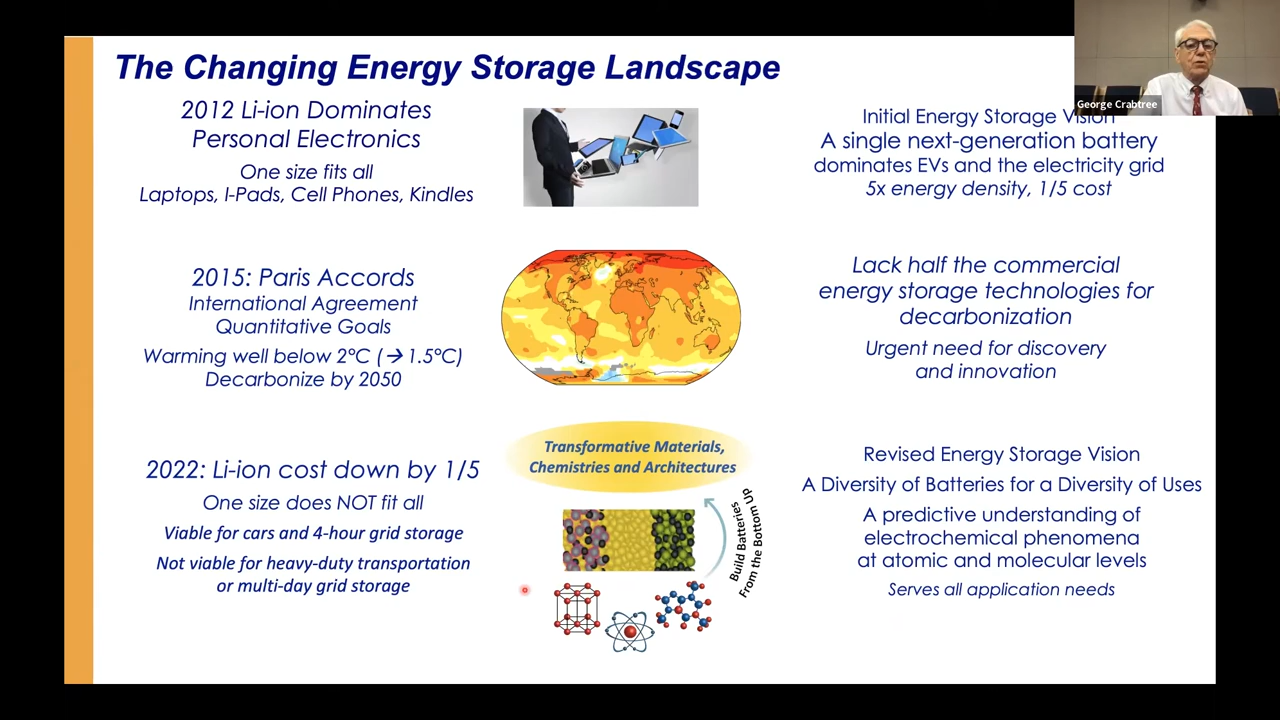 The Changing Energy Storage Landscape
George Crabtree
2012 Li-ion Dominates
Personal Electronics
One size fits all
Laptops, I-Pads, Cell Phones, Kindles
Initial Energy Storage Vision
A single next-generation battery
dominates EVs and the electricity grid
5x energy density, 1/5 cost
2015: Paris Accords
International Agreement
Quantitative Goals
Warming well below 2°C (→ 1.5°C)
Decarbonize by 2050
Lack half the commercial
energy storage technologies for
decarbonization
Urgent need for discovery
and innovation
2022: Li-ion cost down by 1/5
One size does NOT fit all
Viable for cars and 4-hour grid storage
Not viable for heavy-duty transportation
or multi-day grid storage
Transformative Materials,
Chemistries and Architectures
Build Batteries
From the Bottom Up
Revised Energy Storage Vision
A Diversity of Batteries for a Diversity of Uses
A predictive understanding of
electrochemical phenomena
at atomic and molecular levels
Serves all application needs